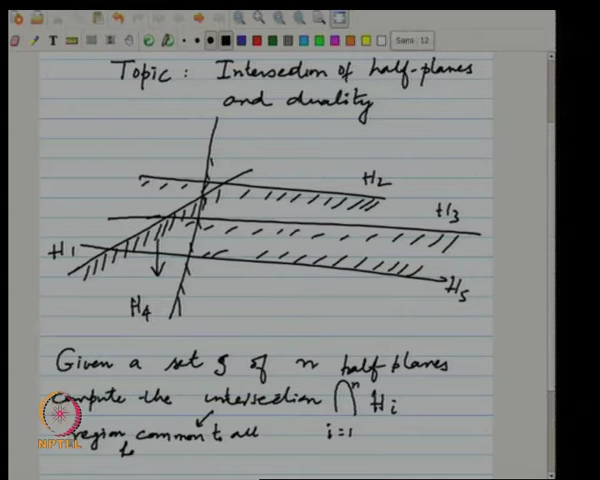 Sans : 12
Topic : Intersection of half-planes
and duality
H2
H3
H1
H5
H4
Given a set S of n half-planes
compute the intersection ⋂ n Hi
i=1
region common to all
NPTEL